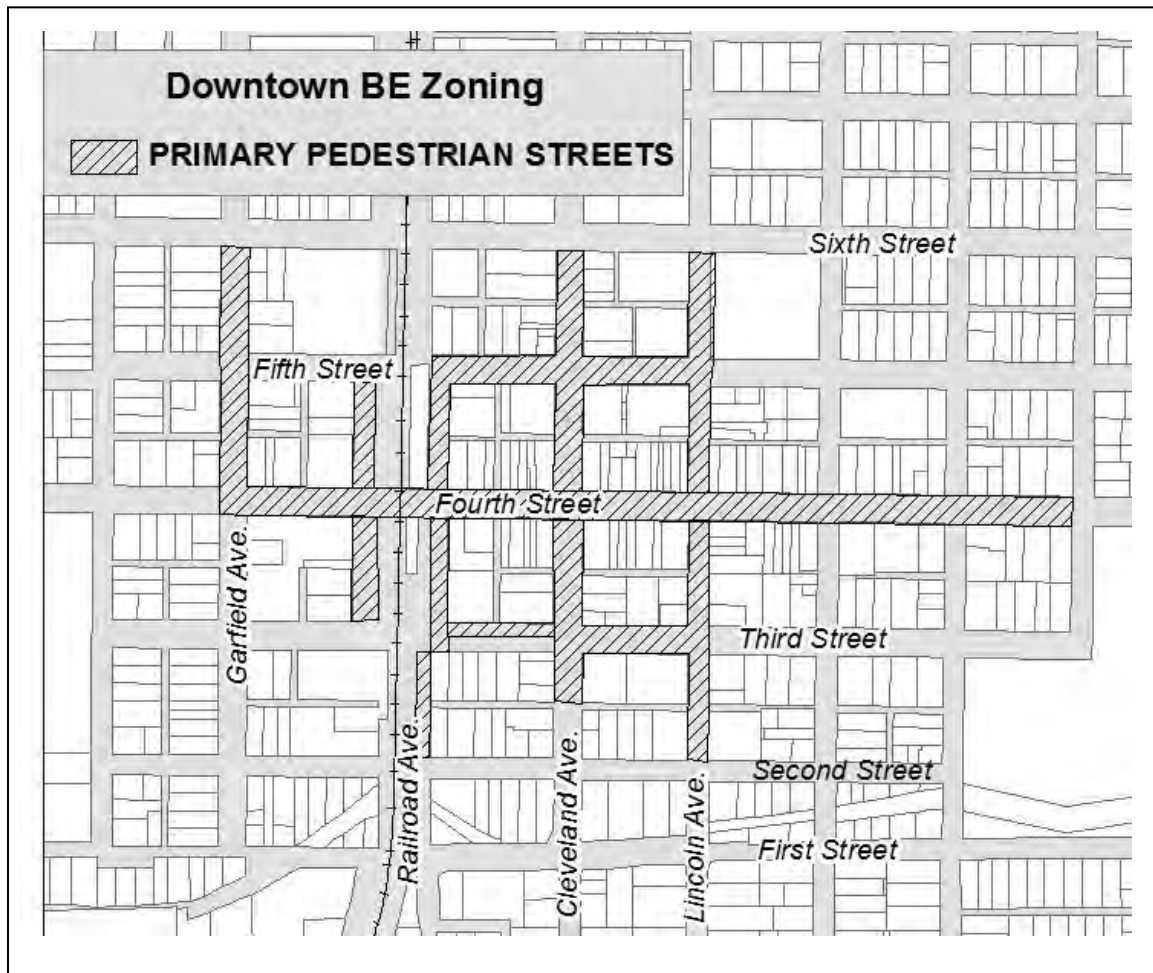 Downtown BE Zoning
PRIMARY PEDESTRIAN STREETS
Sixth Street
Fifth Street
Fourth Street
Garfield Ave.
Third Street
Railroad Ave.
Cleveland Ave.
Lincoln Ave.
Second Street
First Street